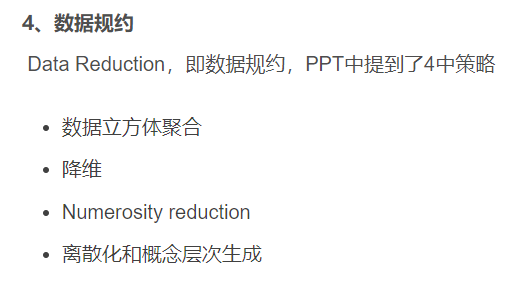 4、数据规约
Data Reduction，即数据规约，PPT中提到了4中策略
数据立方体聚合
降维
Numerosity reduction
离散化和概念层次生成